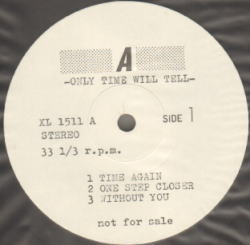 A
-ONLY TIME WILL TELL-
XL 1511 A
SIDE 1
STEREO
33 1/3 r.p.m.
1 TIME AGAIN
2 ONE STEP CLOSER
3 WITHOUT YOU
not for sale